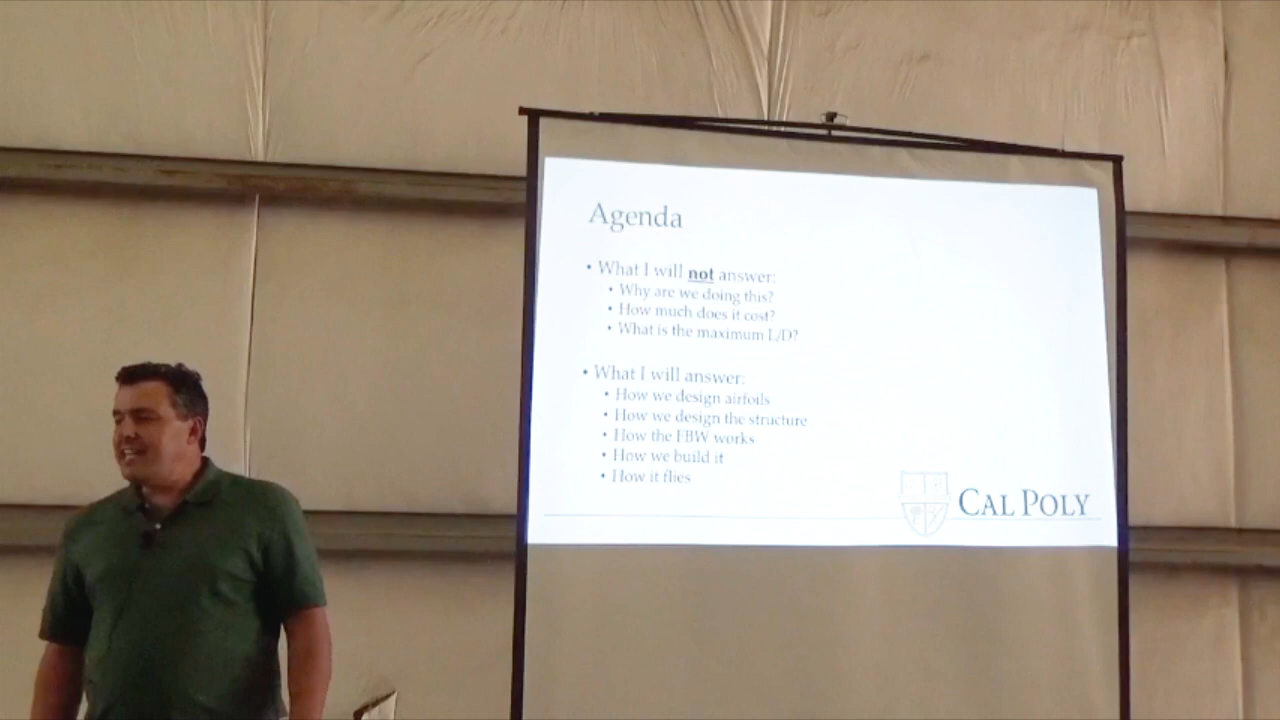 Agenda
• What I will not answer:
• Why are we doing this?
• How much does it cost?
• What is the maximum L/D?
• What I will answer:
• How we design airfoils
• How we design the structure
• How the FBW works
• How we build it
• How it flies
CAL POLY